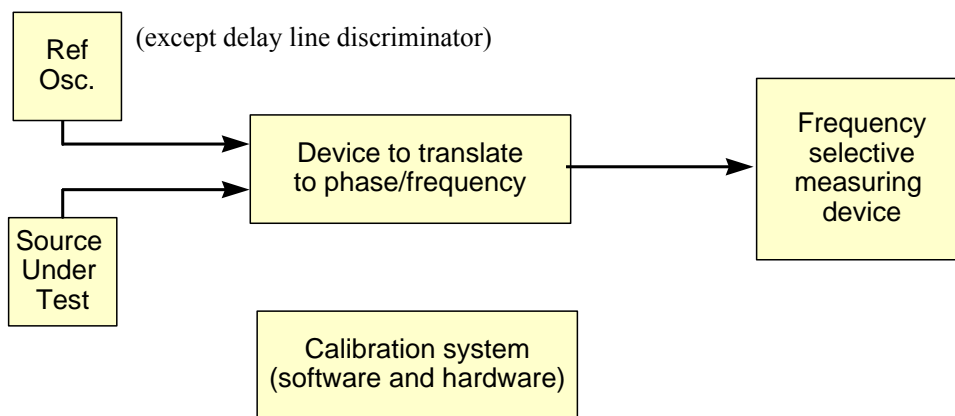 Ref
Osc.
(except delay line discriminator)
Device to translate
to phase/frequency
Frequency
selective
measuring
device
Source
Under
Test
Calibration system
(software and hardware)